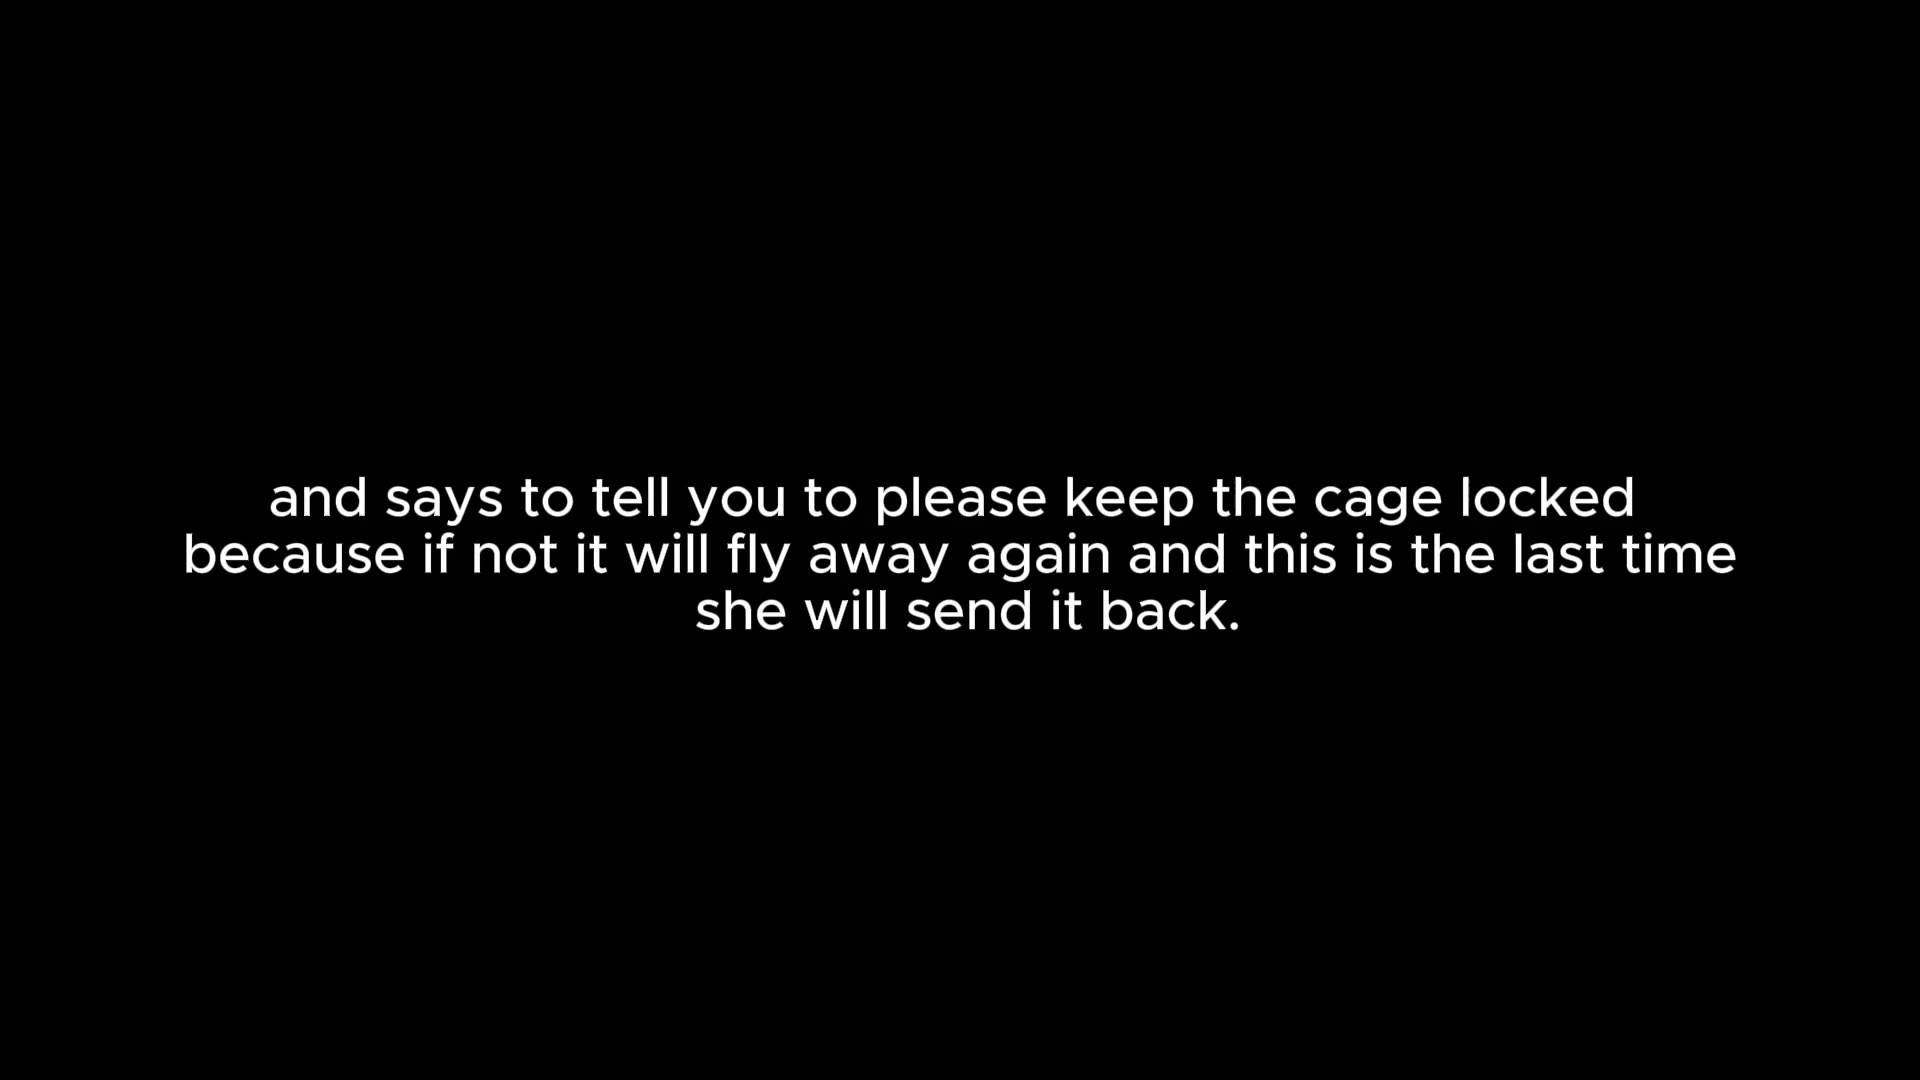 and says to tell you to please keep the cage locked
because if not it will fly away again and this is the last time
she will send it back.